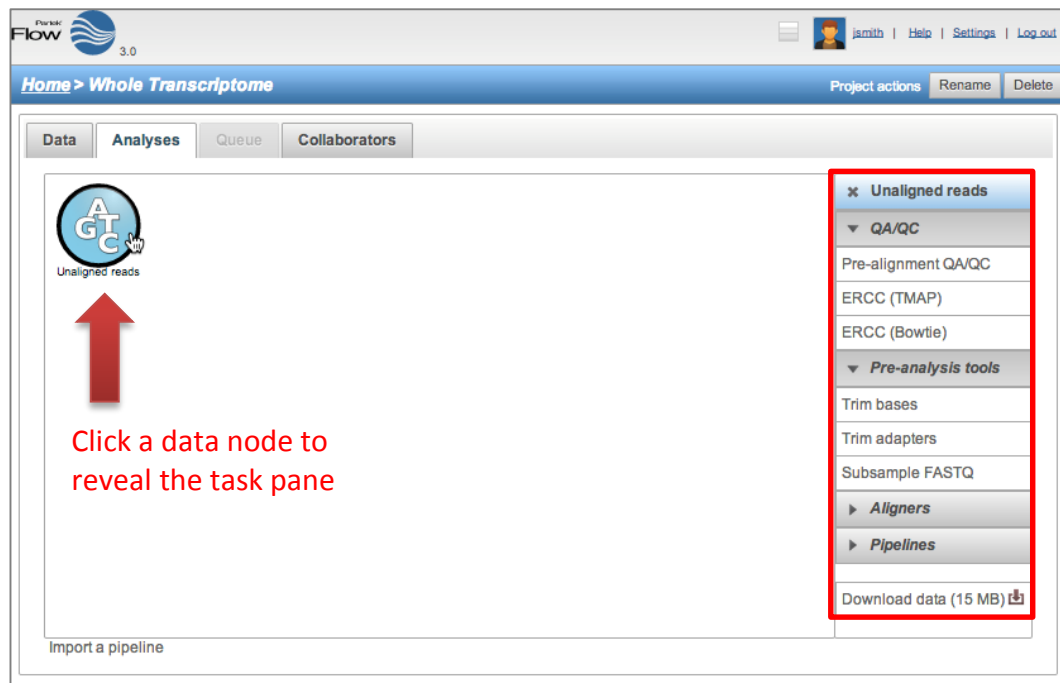 Partek
Flow
3.0
jsmith | Help | Settings | Log out
Home > Whole Transcriptome
Project actions Rename Delete
Data Analyses Queue Collaborators
A
G T
C
Unaligned reads
Click a data node to
reveal the task pane
Unaligned reads
QA/QC
Pre-alignment QA/QC
ERCC (TMAP)
ERCC (Bowtie)
Pre-analysis tools
Trim bases
Trim adapters
Subsample FASTQ
Aligners
Pipelines
Download data (15 MB)
Import a pipeline